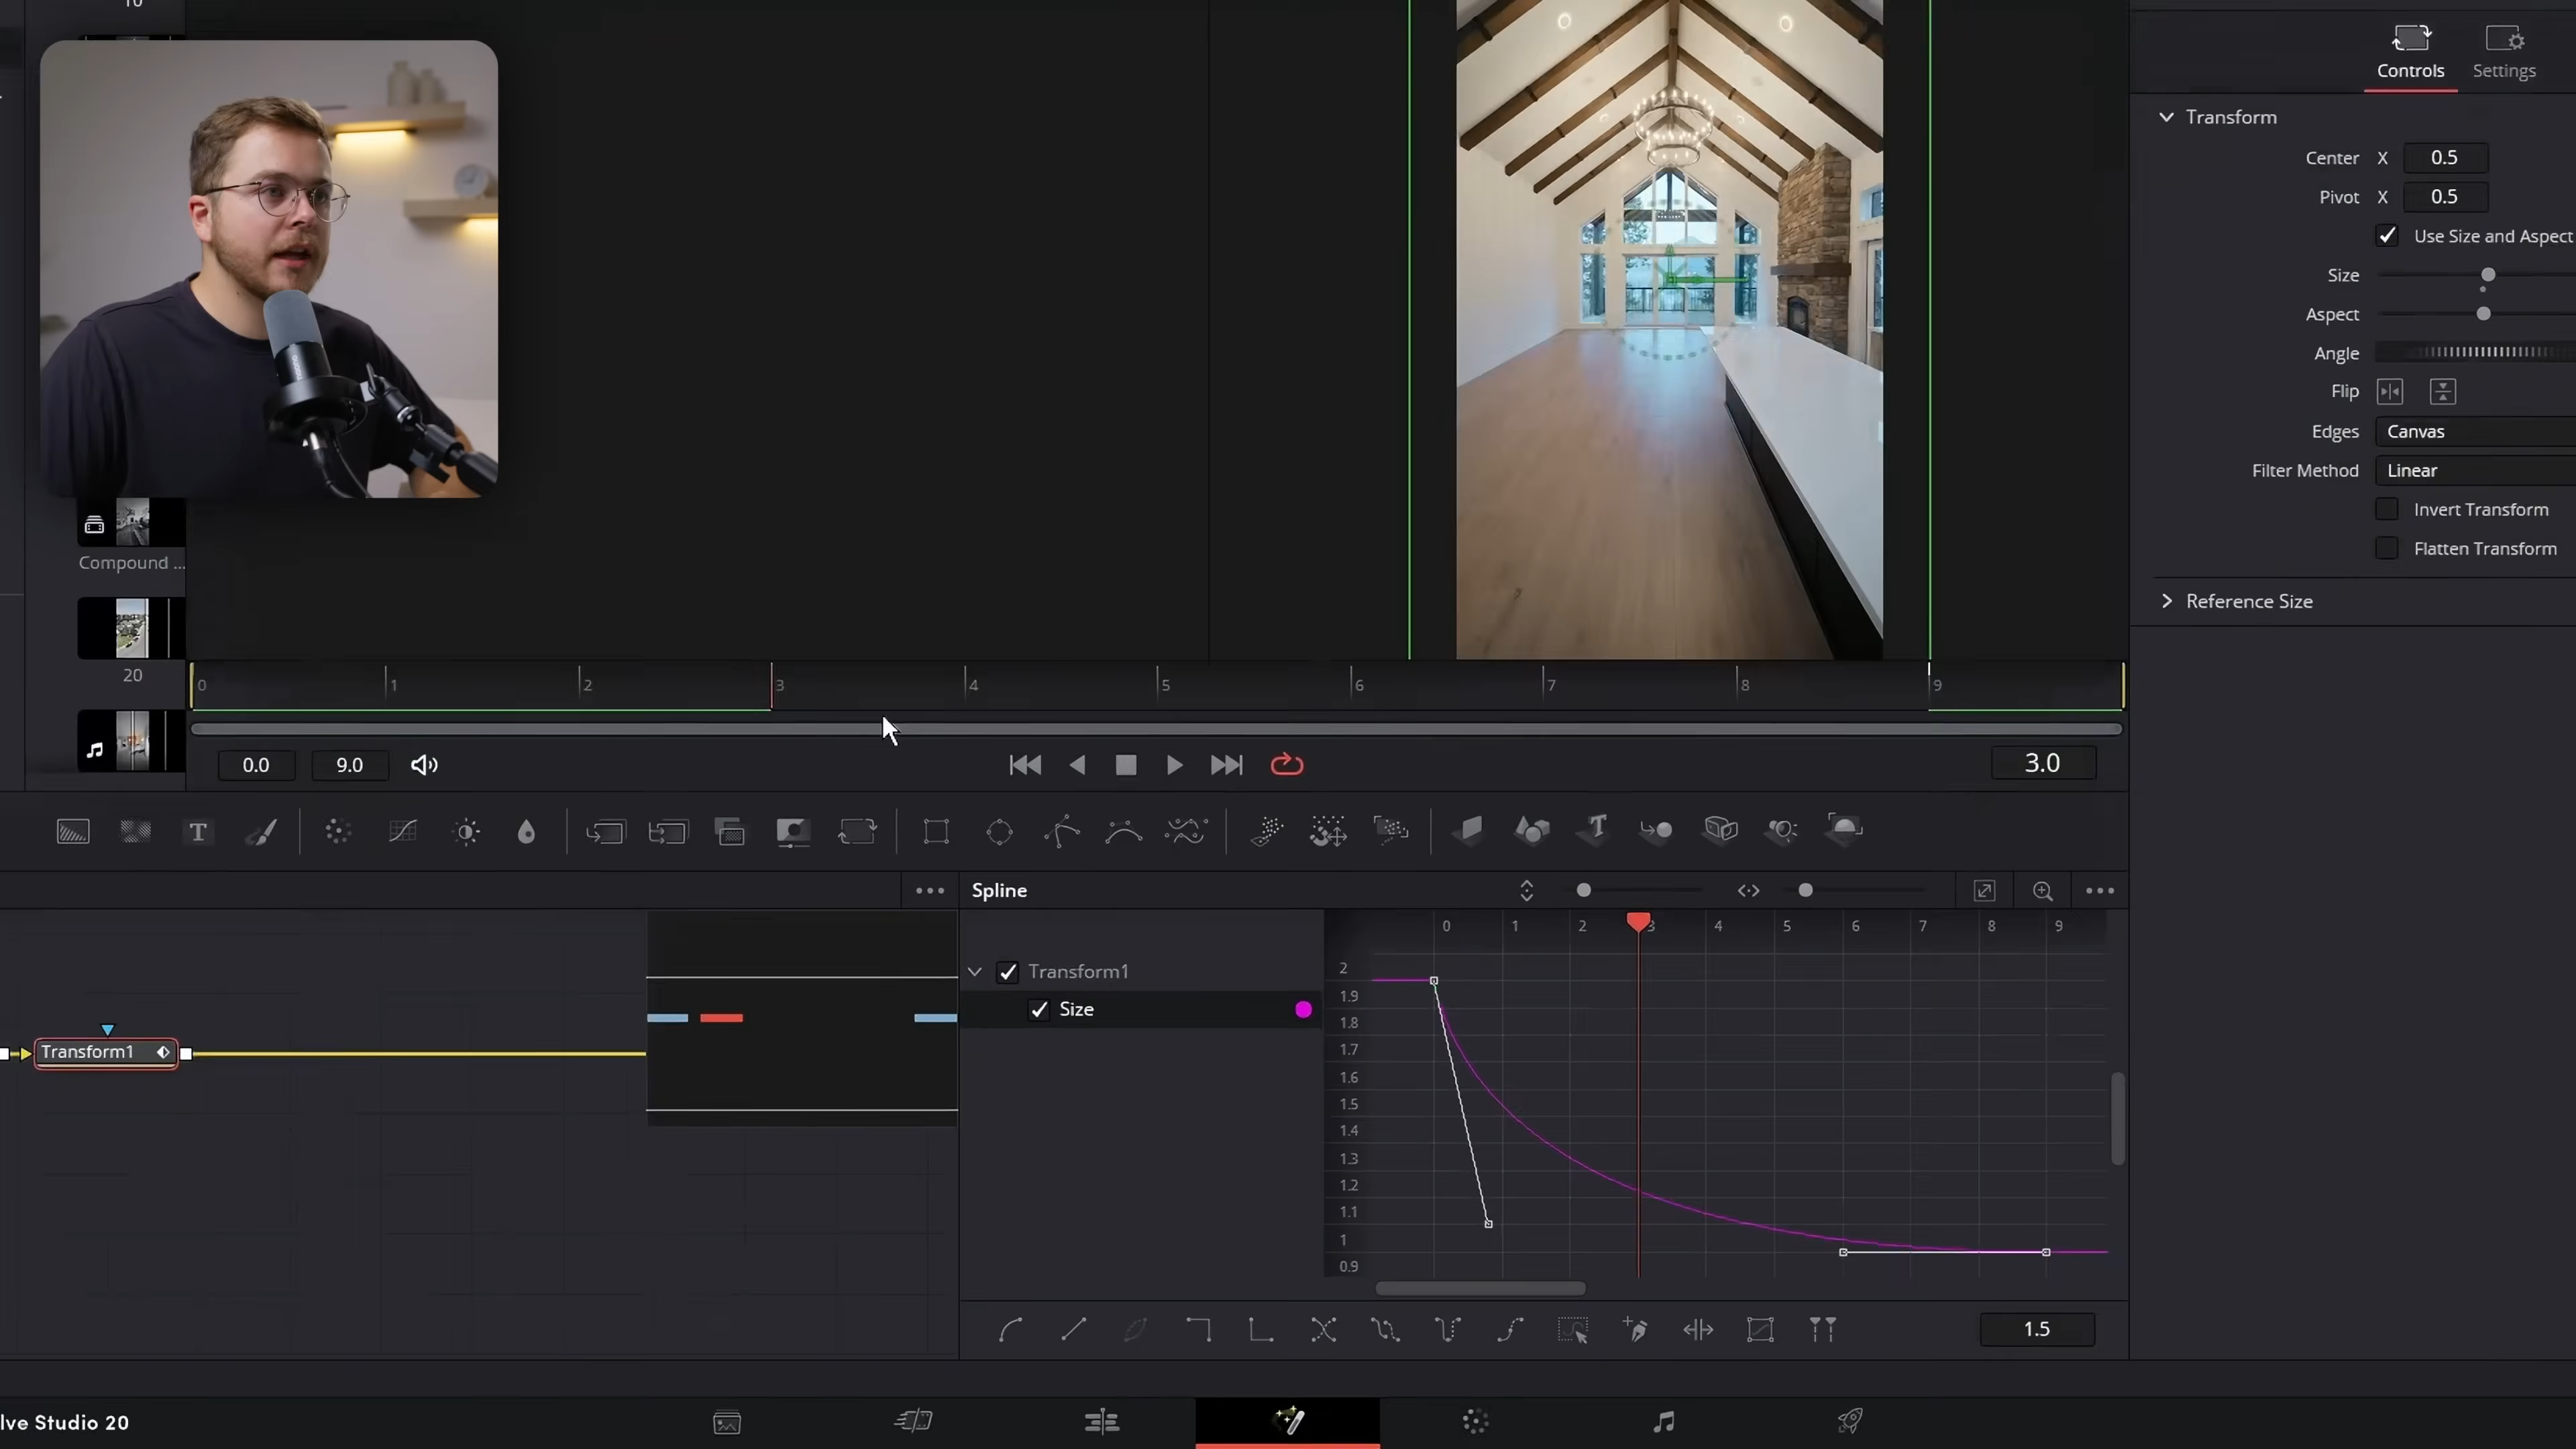 10
Controls
Settings
Transform
Center X 0.5
Pivot X 0.5
Use Size and Aspect
Size
Aspect
Angle
Flip
Edges Canvas
Filter Method Linear
Invert Transform
Flatten Transform
Reference Size
Compound ...
20
0 1 2 3 4 5 6 7 8 9
0.0 9.0 3.0
Spline
0 1 2 3 4 5 6 7 8 9
Transform1
Size
2
1.9
1.8
1.7
1.6
1.5
1.4
1.3
1.2
1.1
1
0.9
Transform1
1.5
lve Studio 20